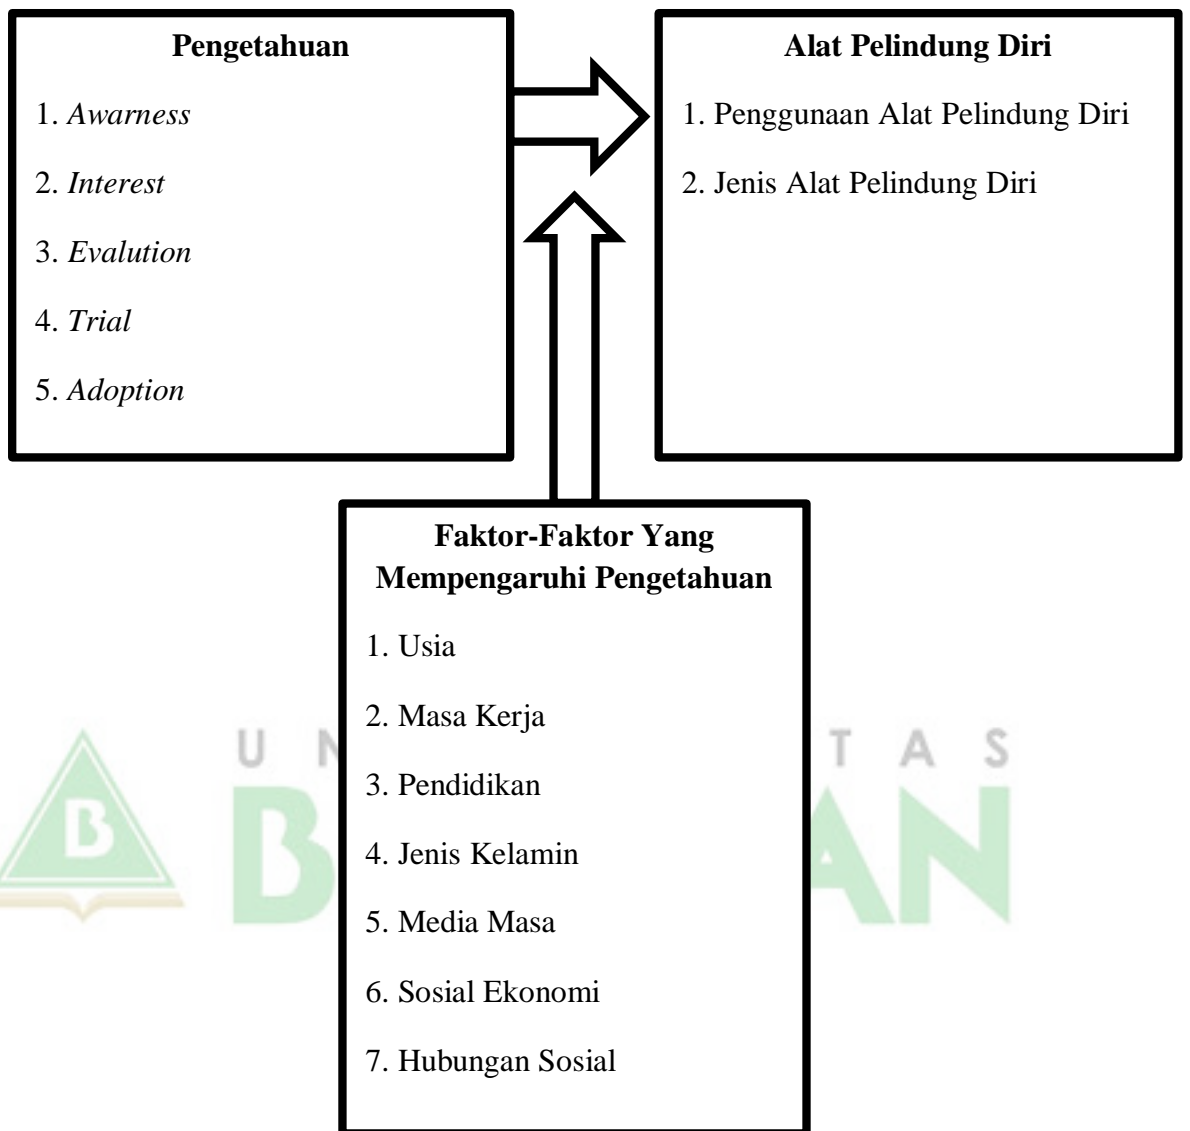 Pengetahuan
1. Awarness
2. Interest
3. Evalution
4. Trial
5. Adoption
Alat Pelindung Diri
1. Penggunaan Alat Pelindung Diri
2. Jenis Alat Pelindung Diri
Faktor-Faktor Yang
Mempengaruhi Pengetahuan
1. Usia
2. Masa Kerja
3. Pendidikan
4. Jenis Kelamin
5. Media Masa
6. Sosial Ekonomi
7. Hubungan Sosial
B